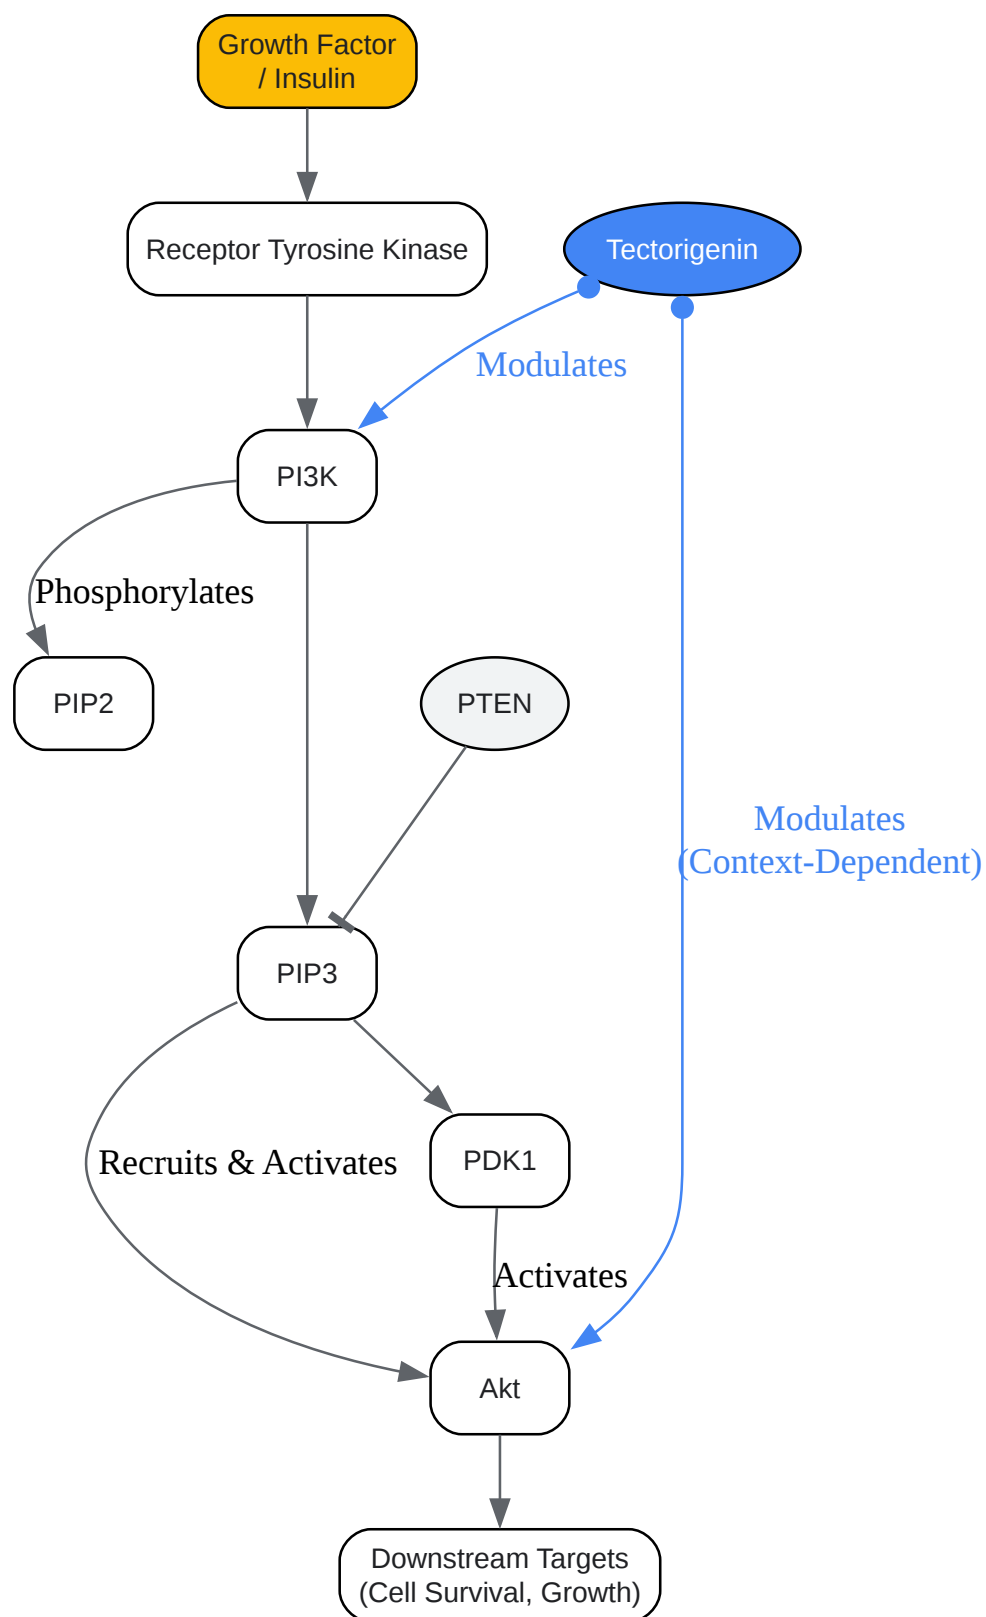 Growth Factor
/ Insulin
Receptor Tyrosine Kinase
Tectorigenin
Modulates
PI3K
Phosphorylates
PIP2
PTEN
Modulates
(Context-Dependent)
PIP3
Recruits & Activates
PDK1
Activates
Akt
Downstream Targets
(Cell Survival, Growth)